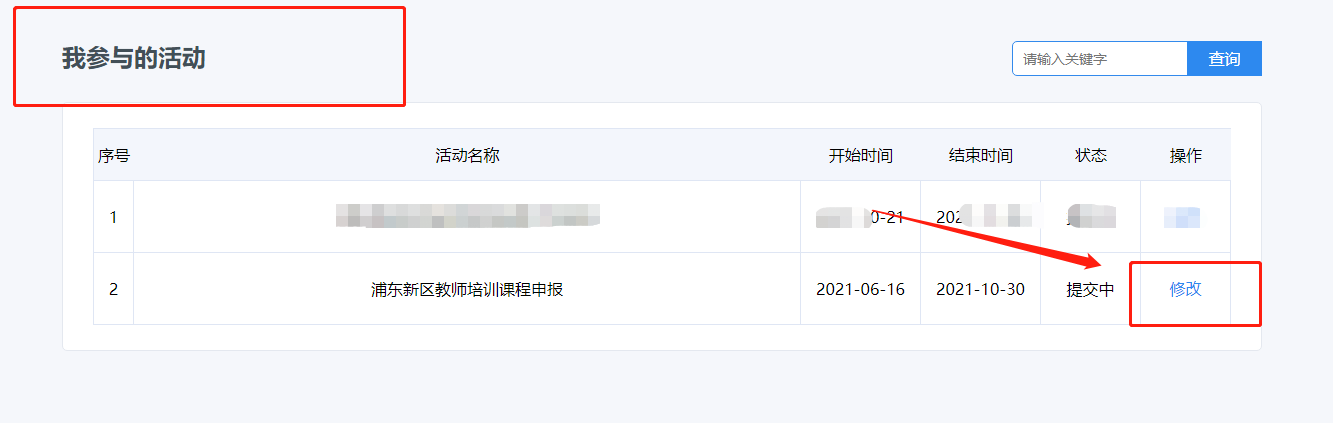 我参与的活动
请输入关键字 查询
序号 活动名称 开始时间 结束时间 状态 操作
1 0-21 202
2 浦东新区教师培训课程申报 2021-06-16 2021-10-30 提交中 修改